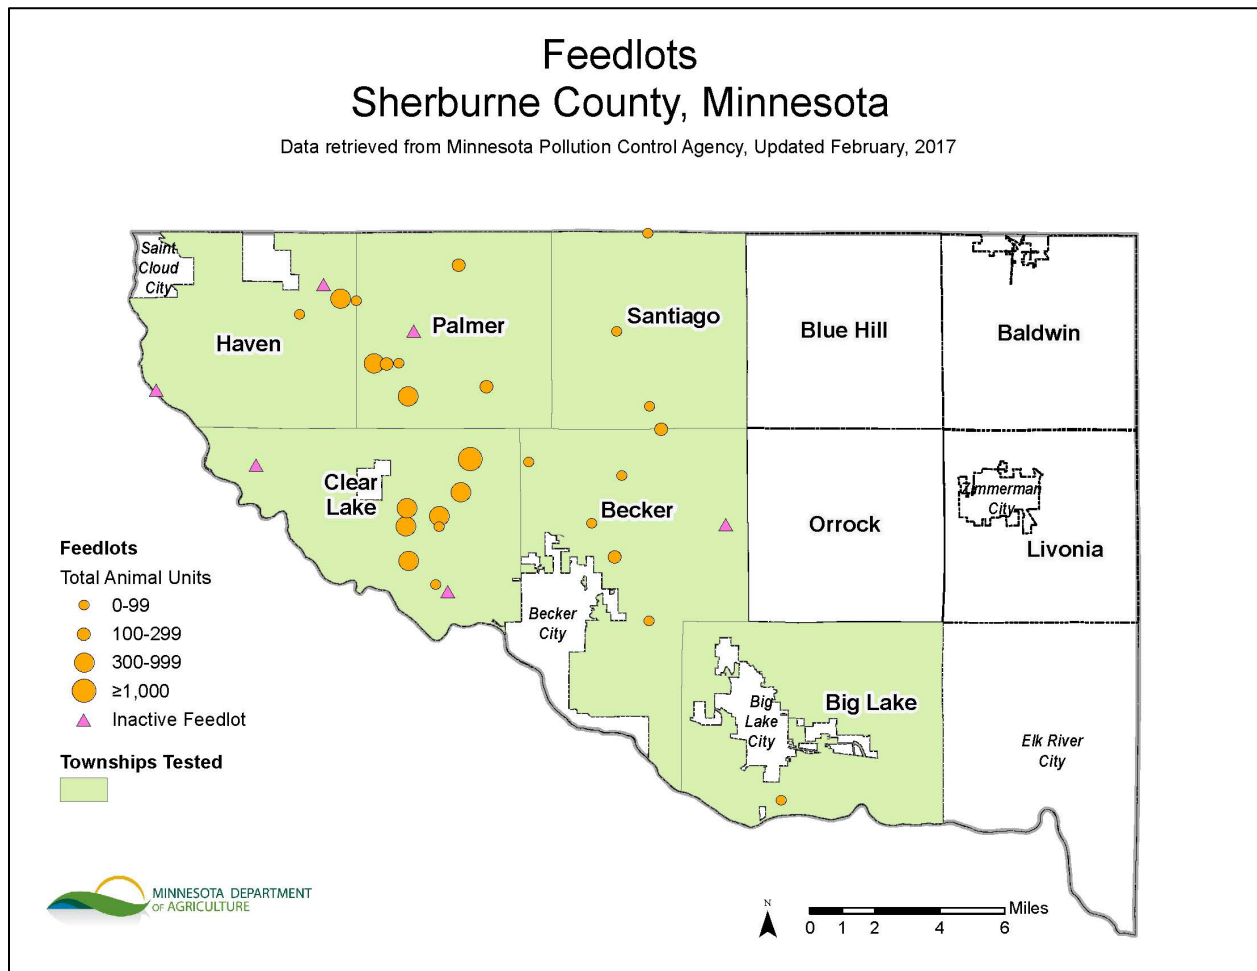 Feedlots
Sherburne County, Minnesota
Data retrieved from Minnesota Pollution Control Agency, Updated February, 2017
Saint
Cloud
City
Haven
Palmer
Santiago
Blue Hill
Baldwin
Clear
Lake
Becker
Orrock
Zimmerman
City
Livonia
Becker
City
Big Lake
Big
Lake
City
Elk River
City
Feedlots
Total Animal Units
0-99
100-299
300-999
≥1,000
Inactive Feedlot
Townships Tested
MINNESOTA DEPARTMENT
OF AGRICULTURE
N
Miles
0 1 2 4 6